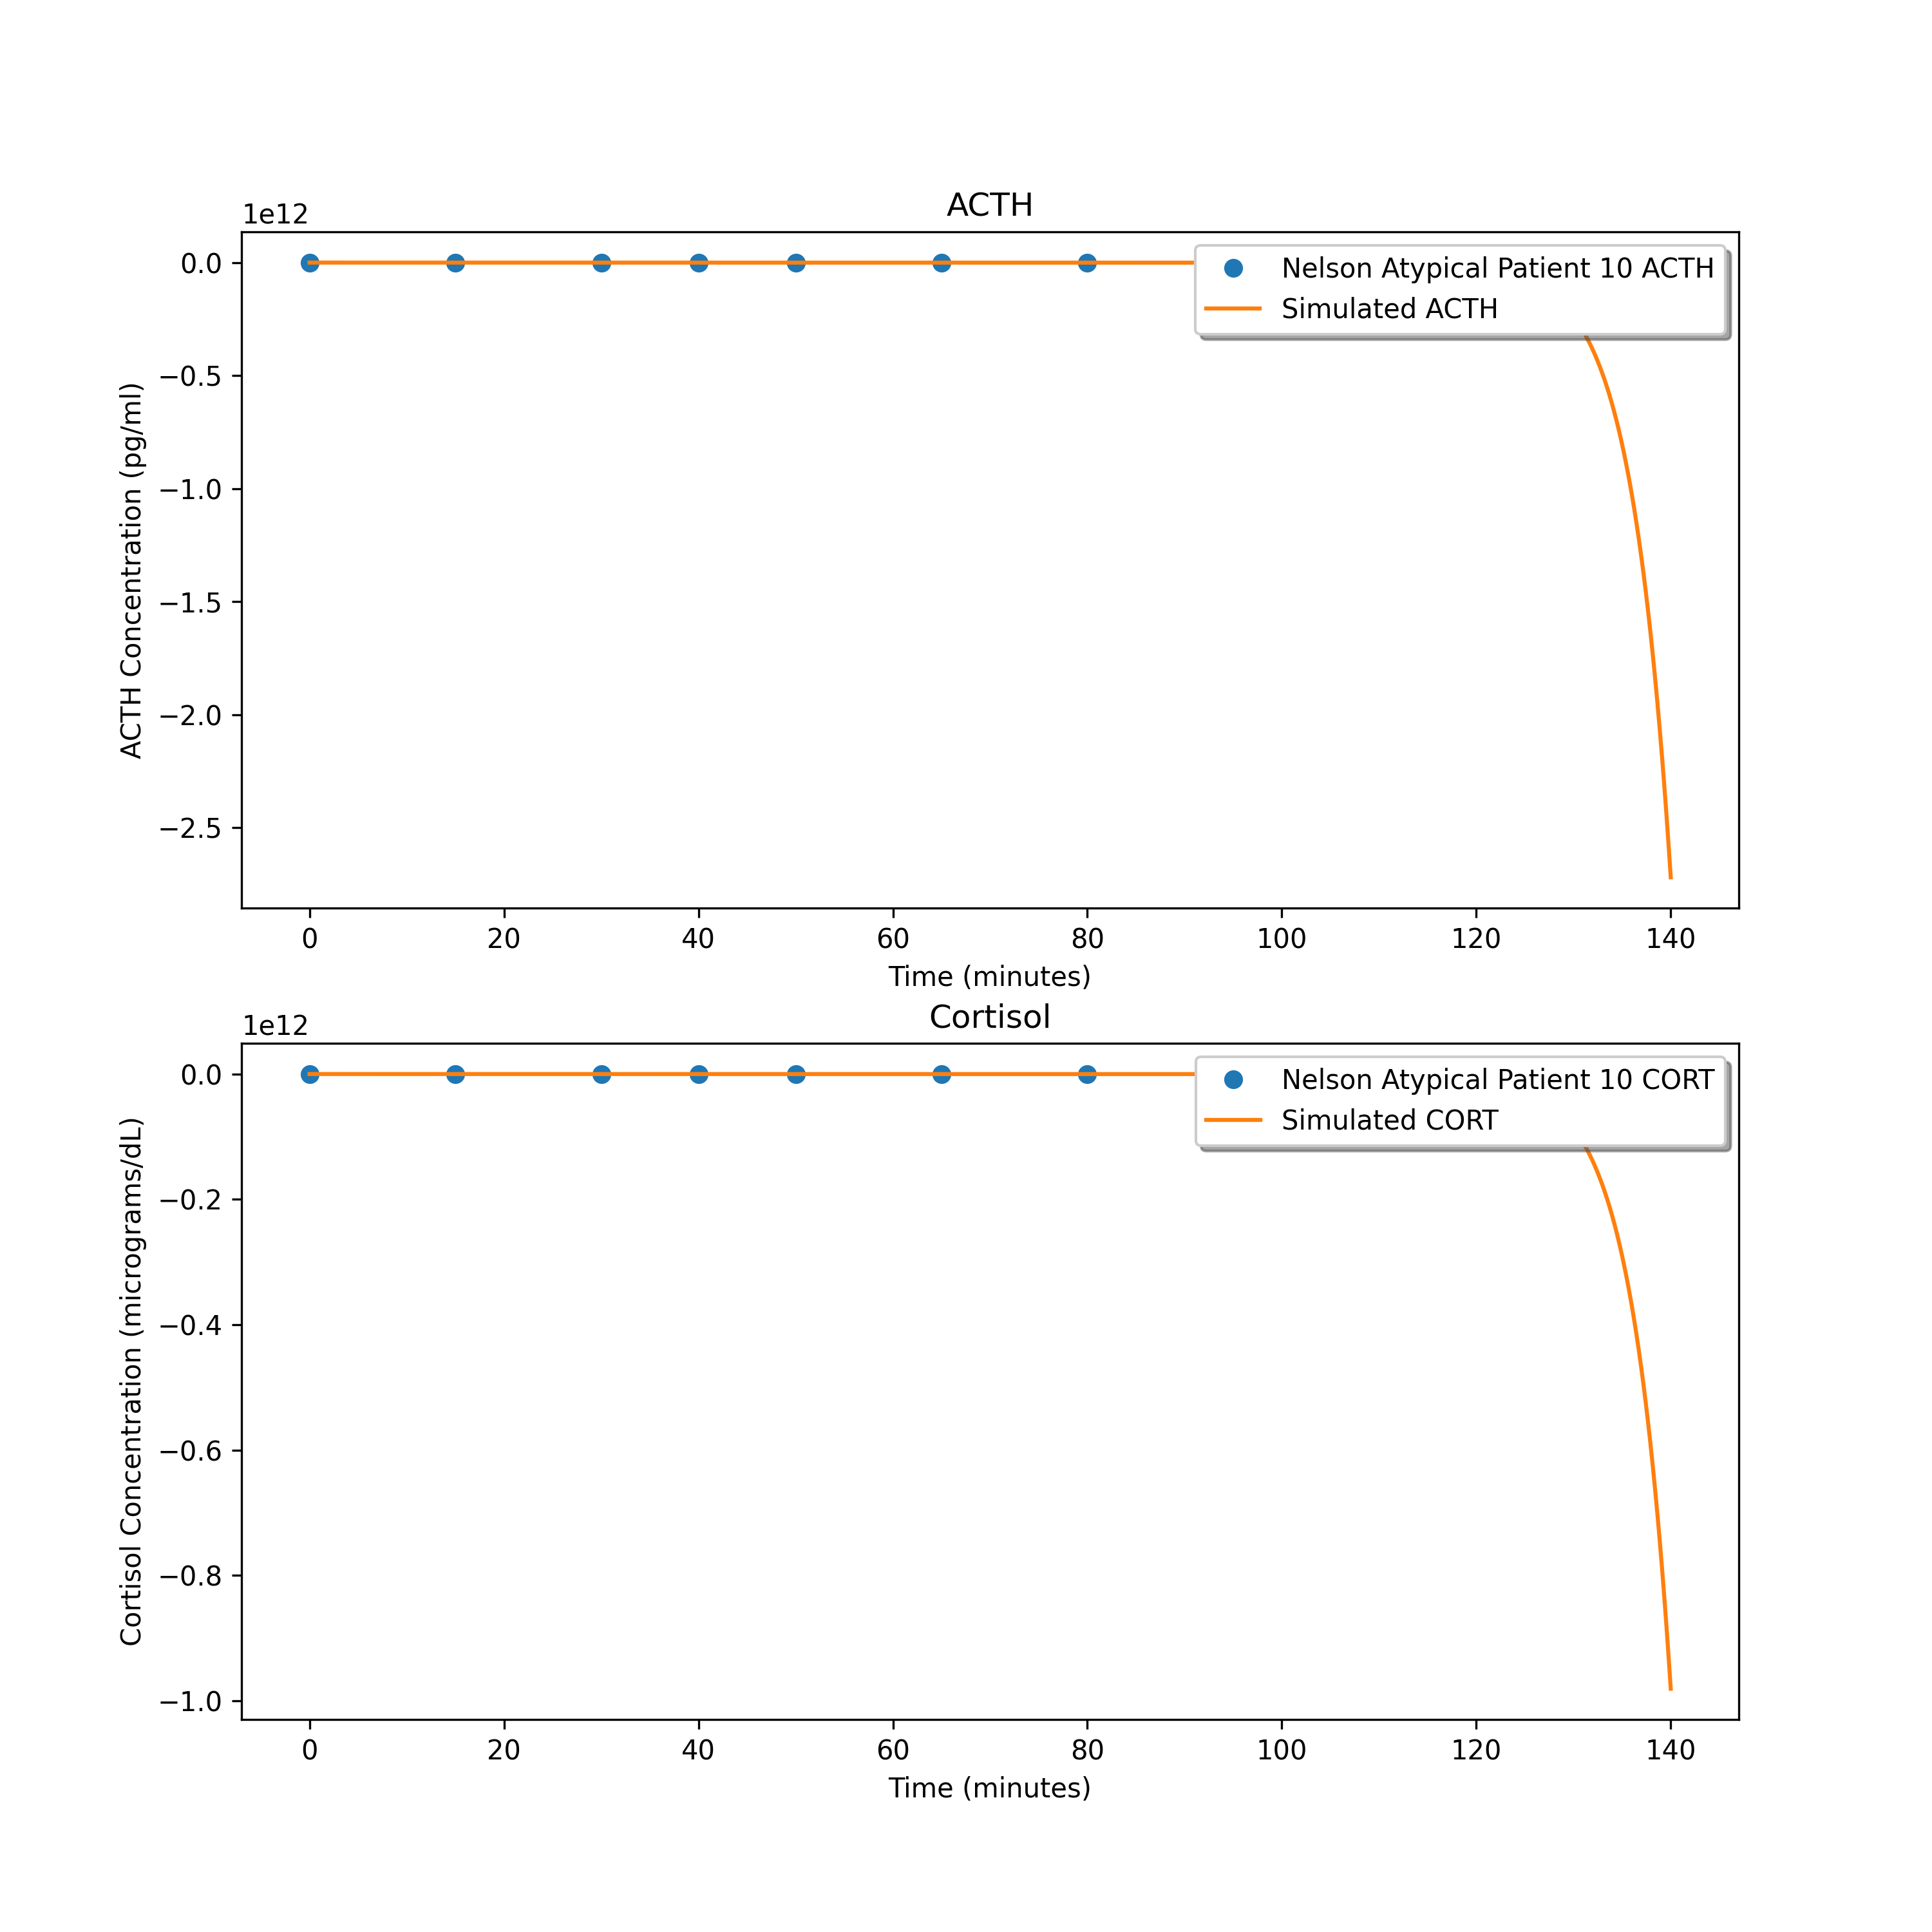 ACTH
1e12
0.0
−0.5
−1.0
−1.5
−2.0
−2.5
ACTH Concentration (pg/ml)
Nelson Atypical Patient 10 ACTH
Simulated ACTH
0 20 40 60 80 100 120 140
Time (minutes)
Cortisol
1e12
0.0
−0.2
−0.4
−0.6
−0.8
−1.0
Cortisol Concentration (micrograms/dL)
Nelson Atypical Patient 10 CORT
Simulated CORT
0 20 40 60 80 100 120 140
Time (minutes)